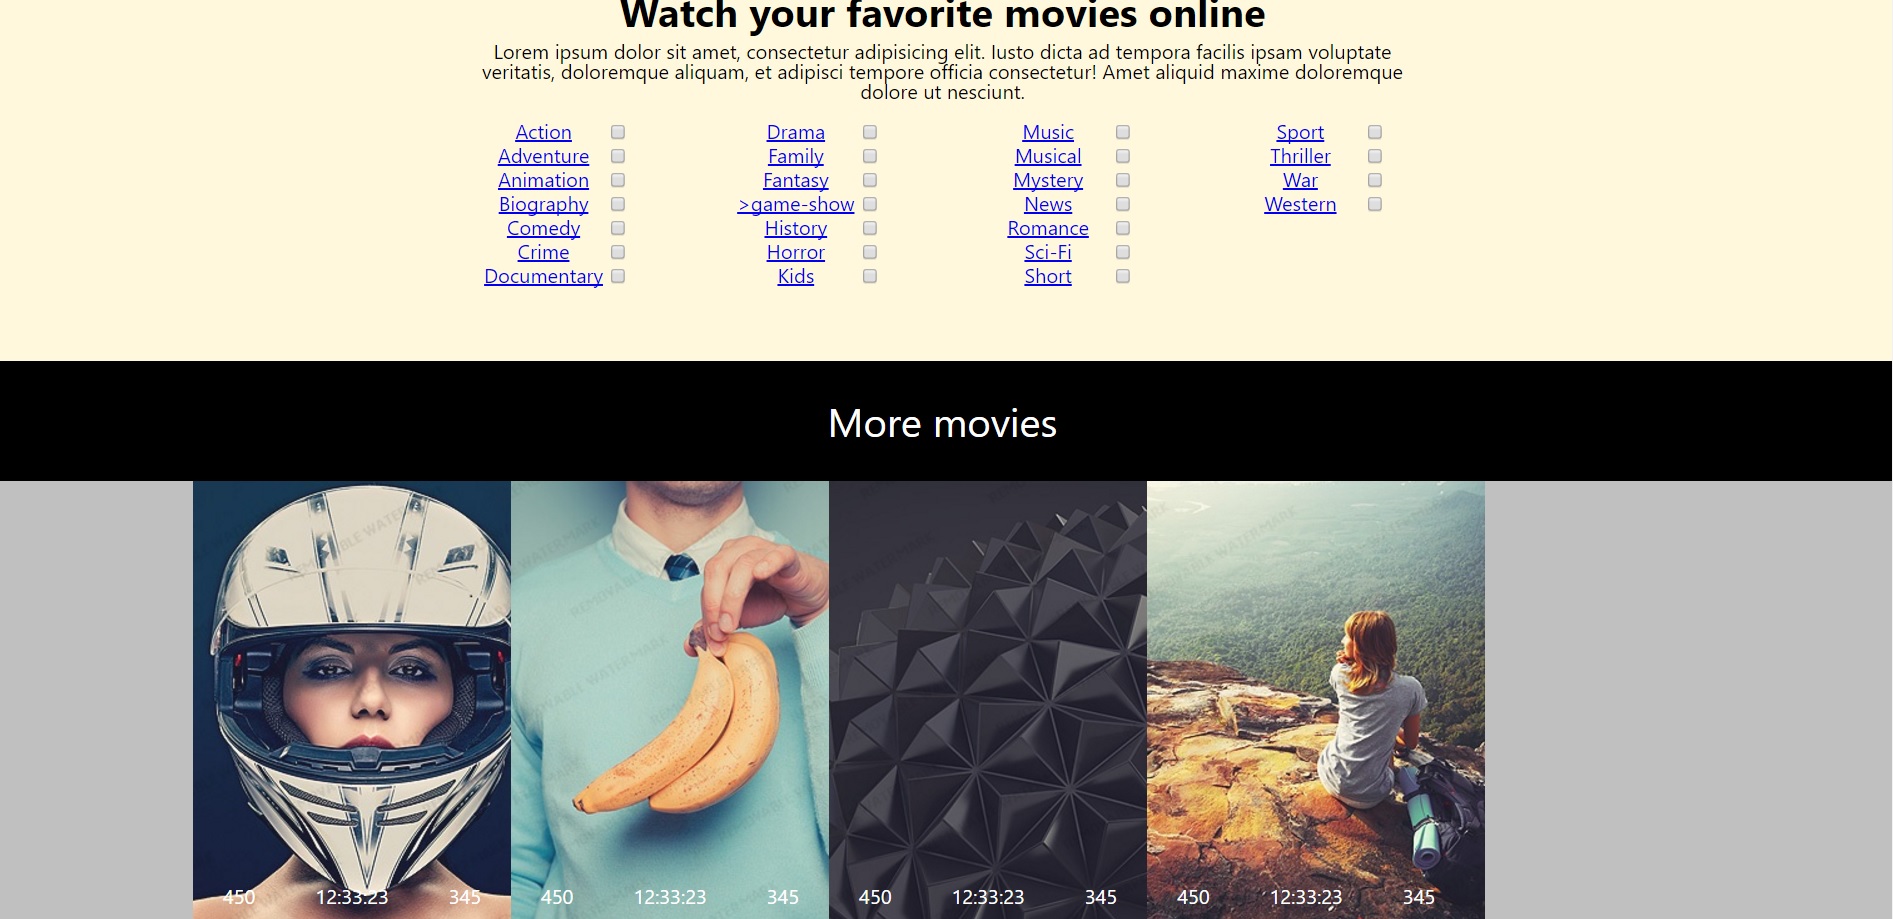 Watch your favorite movies online
Lorem ipsum dolor sit amet, consectetur adipisicing elit. Iusto dicta ad tempora facilis ipsam voluptate
veritatis, doloremque aliquam, et adipisci tempore officia consectetur! Amet aliquid maxime doloremque
dolore ut nesciunt.
Action Drama Music Sport
Adventure Family Musical Thriller
Animation Fantasy Mystery War
Biography >game-show News Western
Comedy History Romance
Crime Horror Sci-Fi
Documentary Kids Short
More movies
450 12:33:23 345 450 12:33:23 345 450 12:33:23 345 450 12:33:23 345